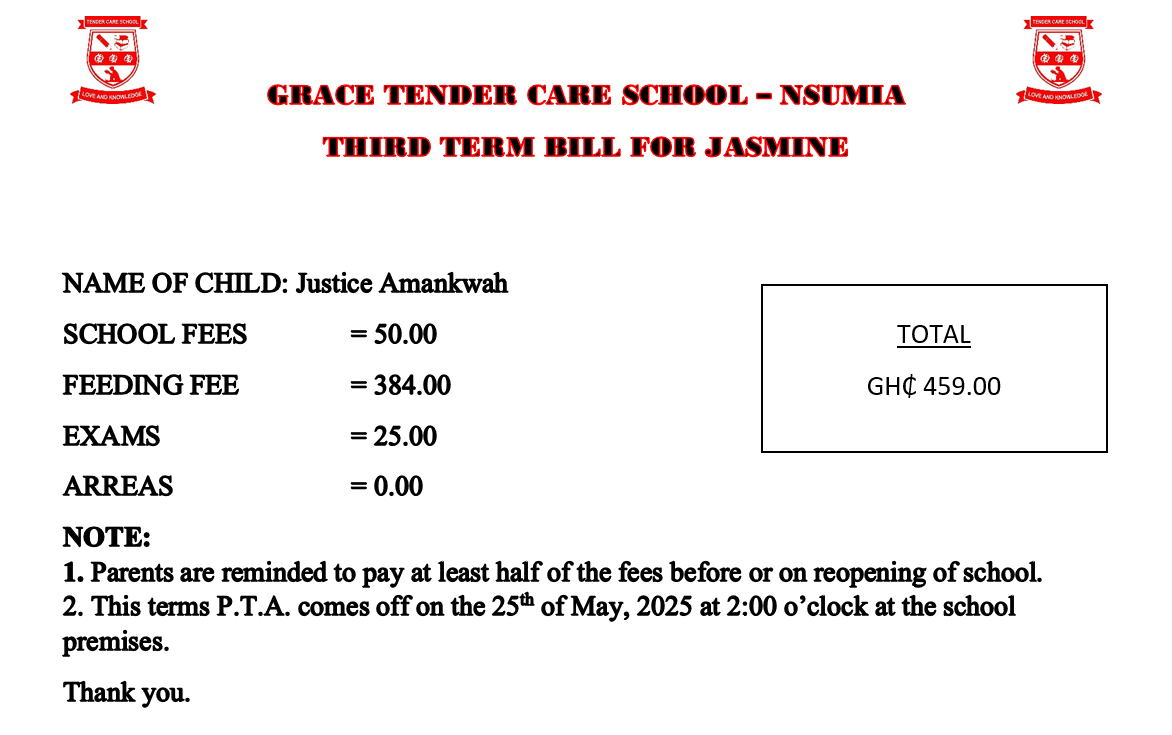 TENDER CARE SCHOOL
LOVE AND KNOWLEDGE
TENDER CARE SCHOOL
LOVE AND KNOWLEDGE
GRACE TENDER CARE SCHOOL – NSUMIA
THIRD TERM BILL FOR JASMINE
NAME OF CHILD: Justice Amankwah
SCHOOL FEES = 50.00
FEEDING FEE = 384.00
EXAMS = 25.00
ARREAS = 0.00
TOTAL
GH₵ 459.00
NOTE:
1. Parents are reminded to pay at least half of the fees before or on reopening of school.
2. This terms P.T.A. comes off on the 25th of May, 2025 at 2:00 o’clock at the school
premises.
Thank you.